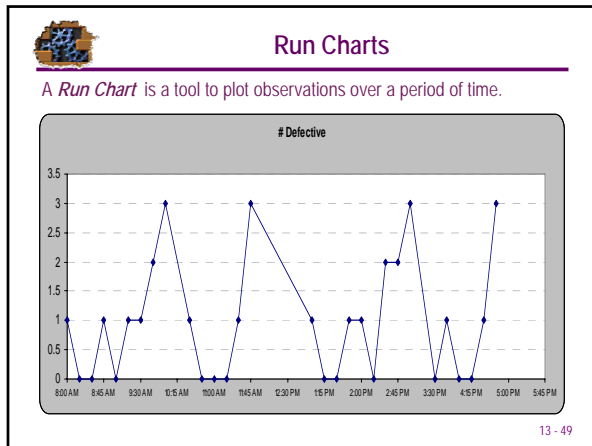 Run Charts
A Run Chart is a tool to plot observations over a period of time.
# Defective
3.5
3
2.5
2
1.5
1
0.5
0
8:00 AM 8:45 AM 9:30 AM 10:15 AM 11:00 AM 11:45 AM 12:30 PM 1:15 PM 2:00 PM 2:45 PM 3:30 PM 4:15 PM 5:00 PM 5:45 PM
13 - 49